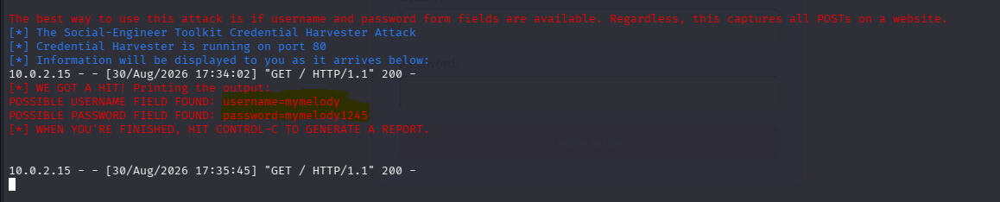 The best way to use this attack is if username and password form fields are available. Regardless, this captures all POSTs on a website.
[*] The Social-Engineer Toolkit Credential Harvester Attack
[*] Credential Harvester is running on port 80
[*] Information will be displayed to you as it arrives below:
10.0.2.15 - - [30/Aug/2026 17:34:02] "GET / HTTP/1.1" 200 -
[*] WE GOT A HIT! Printing the output:
POSSIBLE USERNAME FIELD FOUND: username=mymelody
POSSIBLE PASSWORD FIELD FOUND: password=mymelody1245
[*] WHEN YOU'RE FINISHED, HIT CONTROL-C TO GENERATE A REPORT.
10.0.2.15 - - [30/Aug/2026 17:35:45] "GET / HTTP/1.1" 200 -